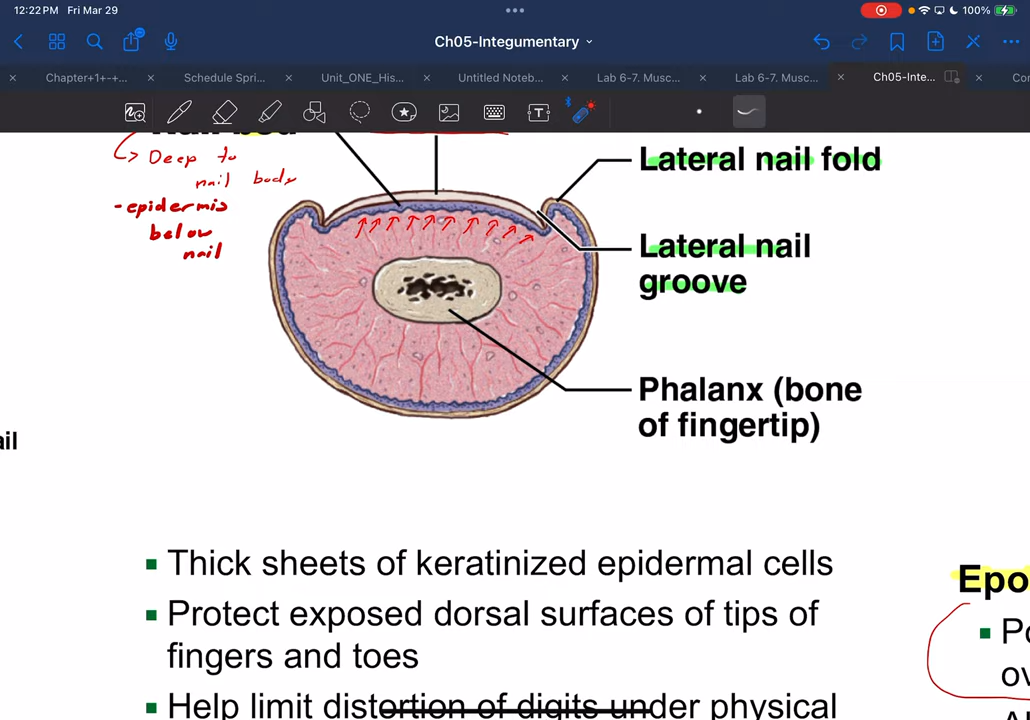 12:22 PM Fri Mar 29
100%
Ch05-Integumentary
Chapter+1+-+...
Schedule Spri...
Unit_ONE_His...
Untitled Noteb...
Lab 6-7. Musc...
Lab 6-7. Musc...
Ch05-Inte...
Deep to
nail body
-epidermis
below
nail
Lateral nail fold
Lateral nail
groove
Phalanx (bone
of fingertip)
ail
Thick sheets of keratinized epidermal cells
Protect exposed dorsal surfaces of tips of
fingers and toes
Help limit distortion of digits under physical
Epo